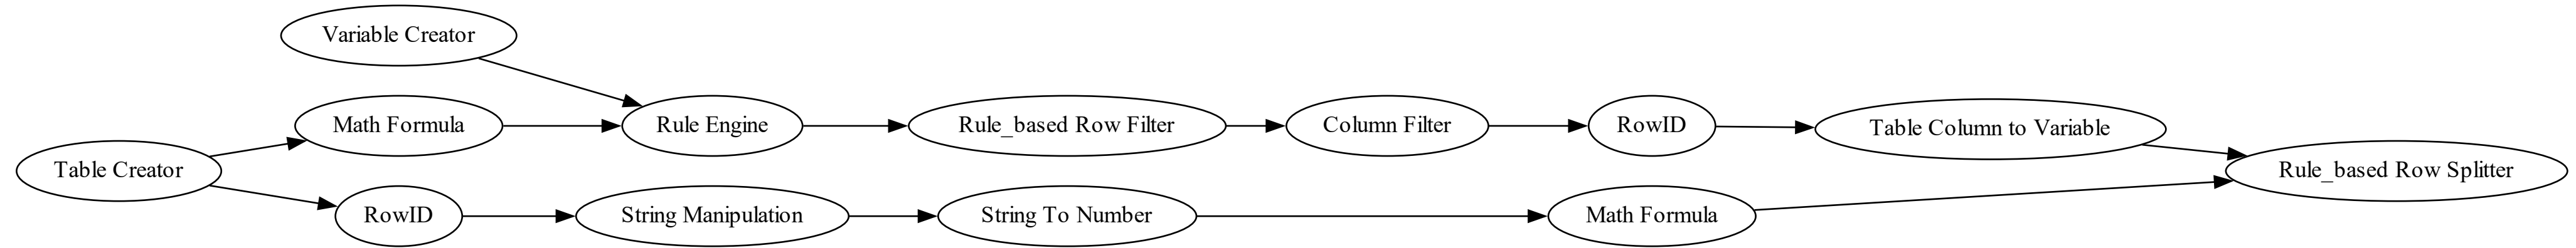 Variable Creator
Math Formula
Rule Engine
Rule_based Row Filter
Column Filter
RowID
Table Column to Variable
Table Creator
Rule_based Row Splitter
RowID
String Manipulation
String To Number
Math Formula